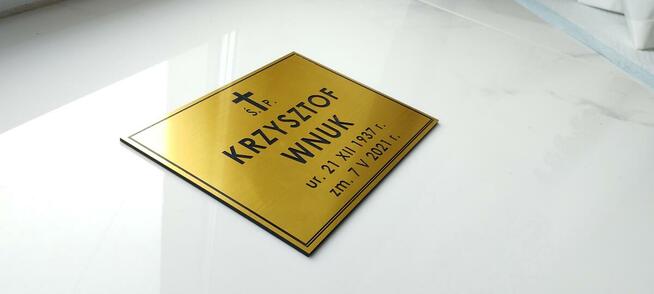 Ś. P.
KRZYSZTOF
WNUK
ur. 21 XII 1937 r.
zm. 7 V 2021 r.